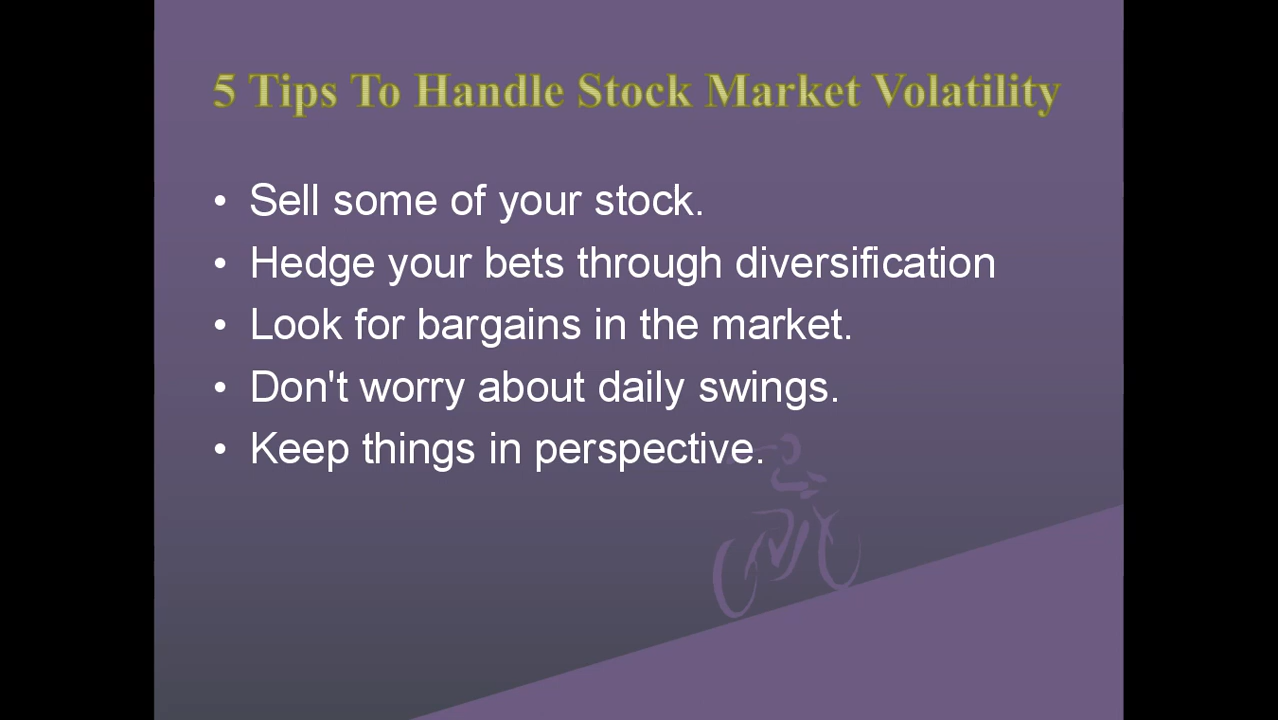 5 Tips To Handle Stock Market Volatility
• Sell some of your stock.
• Hedge your bets through diversification
• Look for bargains in the market.
• Don't worry about daily swings.
• Keep things in perspective.